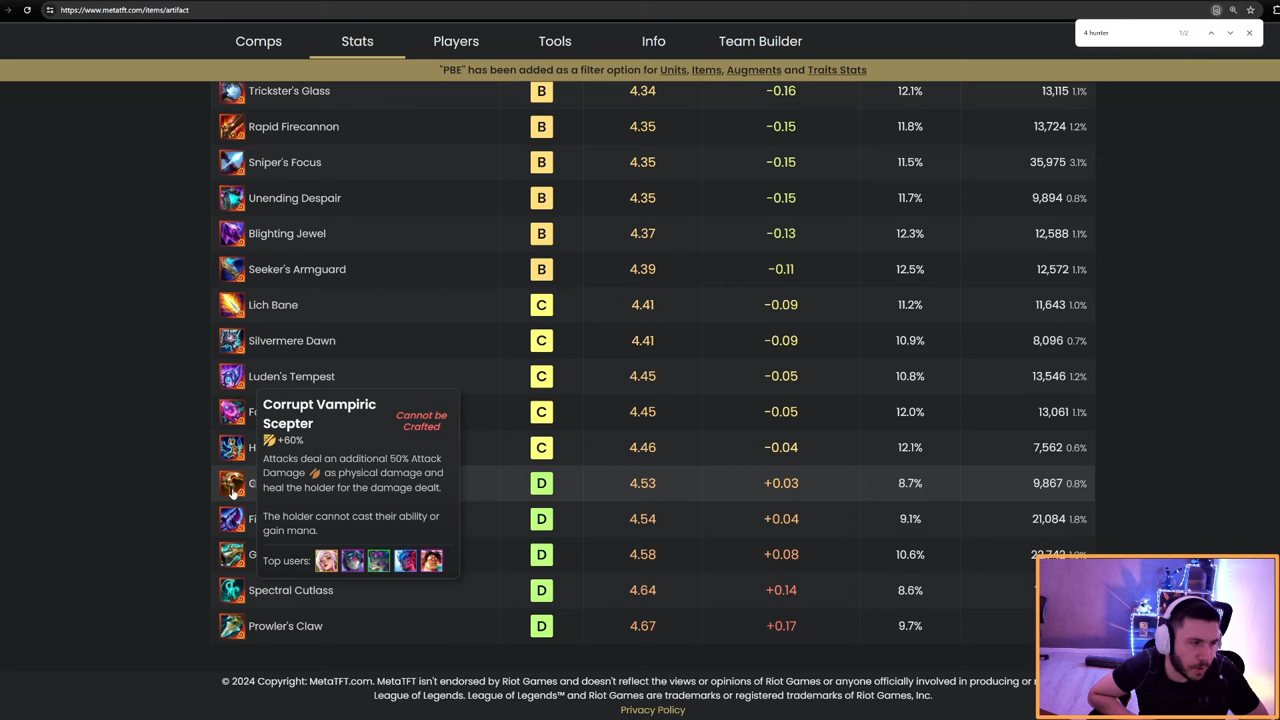 https://www.metatft.com/items/artifact
4 hunter 1/2
Comps Stats Players Tools Info Team Builder
"PBE" has been added as a filter option for Units, Items, Augments and Traits Stats
Trickster's Glass B 4.34 -0.16 12.1% 13,115 1.1%
Rapid Firecannon B 4.35 -0.15 11.8% 13,724 1.2%
Sniper's Focus B 4.35 -0.15 11.5% 35,975 3.1%
Unending Despair B 4.35 -0.15 11.7% 9,894 0.8%
Blighting Jewel B 4.37 -0.13 12.3% 12,588 1.1%
Seeker's Armguard B 4.39 -0.11 12.5% 12,572 1.1%
Lich Bane C 4.41 -0.09 11.2% 11,643 1.0%
Silvermere Dawn C 4.41 -0.09 10.9% 8,096 0.7%
Luden's Tempest C 4.45 -0.05 10.8% 13,546 1.2%
C 4.45 -0.05 12.0% 13,061 1.1%
C 4.46 -0.04 12.1% 7,562 0.6%
D 4.53 +0.03 8.7% 9,867 0.8%
D 4.54 +0.04 9.1% 21,084 1.8%
D 4.58 +0.08 10.6%
Spectral Cutlass D 4.64 +0.14 8.6%
Prowler's Claw D 4.67 +0.17 9.7%
Corrupt Vampiric
Scepter
Cannot be
Crafted
+60%
Attacks deal an additional 50% Attack
Damage as physical damage and
heal the holder for the damage dealt.
The holder cannot cast their ability or
gain mana.
Top users:
© 2024 Copyright: MetaTFT.com. MetaTFT isn't endorsed by Riot Games and doesn't reflect the views or opinions of Riot Games or anyone officially involved in producing or
League of Legends. League of Legends™ and Riot Games are trademarks or registered trademarks of Riot Games, Inc.
Privacy Policy